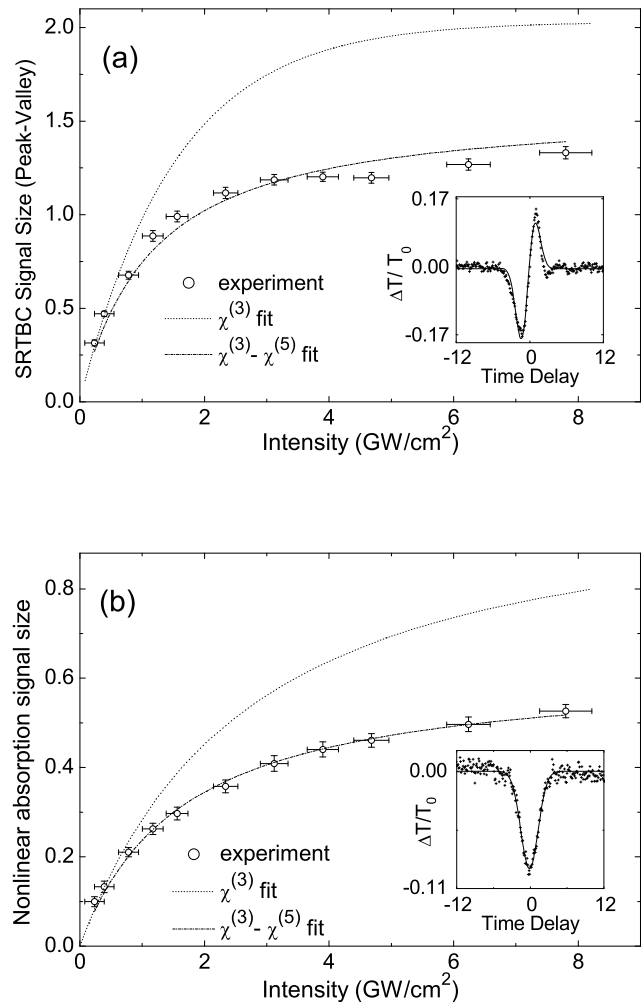 (a)
SRTBC Signal Size (Peak-Valley)
2.0
1.5
1.0
0.5
0.0
0 2 4 6 8
Intensity (GW/cm²)
experiment
χ⁽³⁾ fit
χ⁽³⁾- χ⁽⁵⁾ fit
ΔT/ T₀
0.17
0.00
-0.17
-12 0 12
Time Delay
(b)
Nonlinear absorption signal size
0.8
0.6
0.4
0.2
0.0
0 2 4 6 8
Intensity (GW/cm²)
experiment
χ⁽³⁾ fit
χ⁽³⁾- χ⁽⁵⁾ fit
ΔT/T₀
0.00
-0.11
-12 0 12
Time Delay